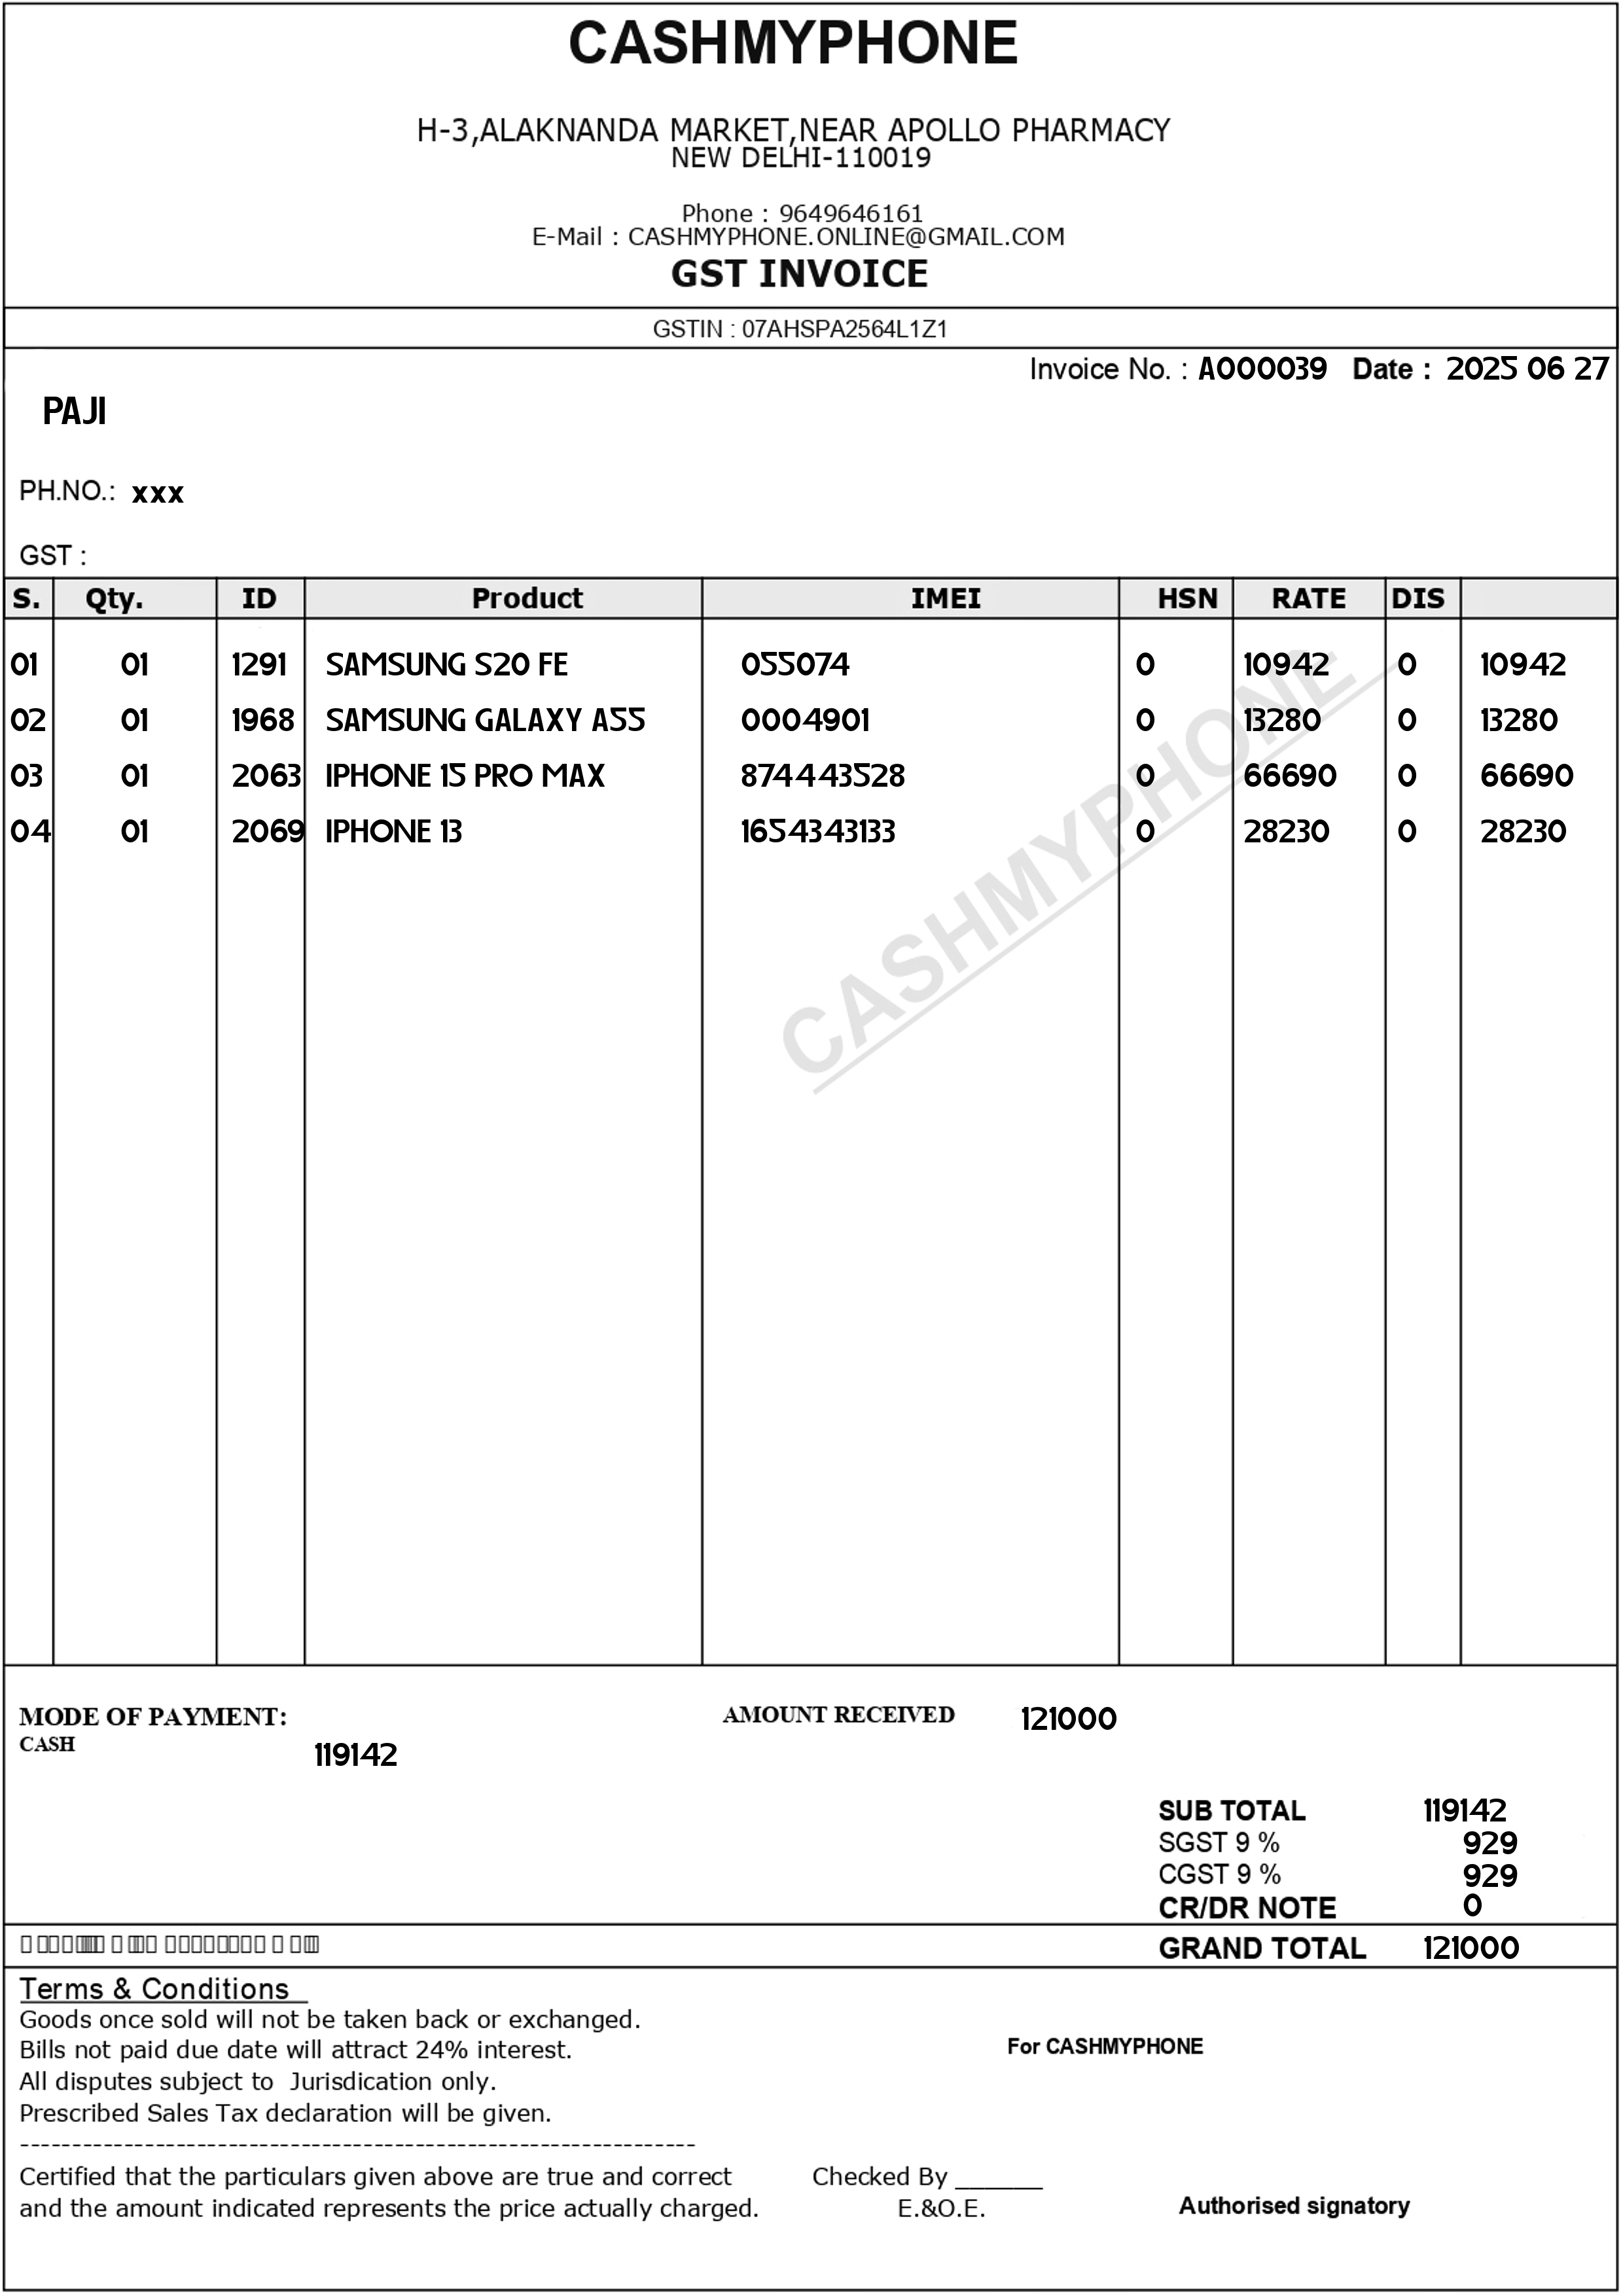 CASHMYPHONE
H-3,ALAKNANDA MARKET,NEAR APOLLO PHARMACY
NEW DELHI-110019
Phone : 9649646161
E-Mail : CASHMYPHONE.ONLINE@GMAIL.COM
GST INVOICE
GSTIN : 07AHSPA2564L1Z1
Invoice No. : A000039 Date : 2025 06 27
PAJI
PH.NO.: xxx
GST :
S. Qty. ID Product IMEI HSN RATE DIS
01 01 1291 SAMSUNG S20 FE 055074 0 10942 0 10942
02 01 1968 SAMSUNG GALAXY A55 0004901 0 13280 0 13280
03 01 2063 IPHONE 15 PRO MAX 874443528 0 66690 0 66690
04 01 2069 IPHONE 13 1654343133 0 28230 0 28230
CASHMYPHONE
MODE OF PAYMENT: AMOUNT RECEIVED 121000
CASH 119142
SUB TOTAL 119142
SGST 9 % 929
CGST 9 % 929
CR/DR NOTE 0
GRAND TOTAL 121000
Terms & Conditions
Goods once sold will not be taken back or exchanged.
Bills not paid due date will attract 24% interest.
For CASHMYPHONE
All disputes subject to Jurisdication only.
Prescribed Sales Tax declaration will be given.
-----------------------------------------------------------------
Certified that the particulars given above are true and correct Checked By ______
and the amount indicated represents the price actually charged. E.&O.E. Authorised signatory